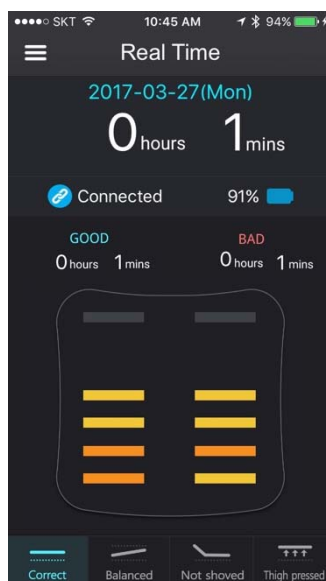 SKT 10:45 AM 94%
Real Time
2017-03-27(Mon)
0 hours 1 mins
Connected 91%
GOOD BAD
0 hours 1 mins 0 hours 1 mins
Correct Balanced Not shoved Thigh pressed